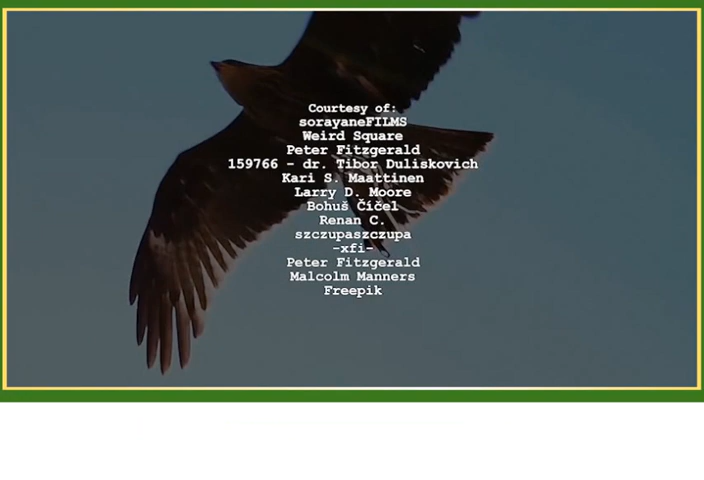 Courtesy of:
sorayaneFILMS
Weird Square
Peter Fitzgerald
159766 - dr. Tibor Duliskovich
Kari S. Maattinen
Larry D. Moore
Bohuš Číčel
Renan C.
szczupaszczupa
-xfi-
Peter Fitzgerald
Malcolm Manners
Freepik